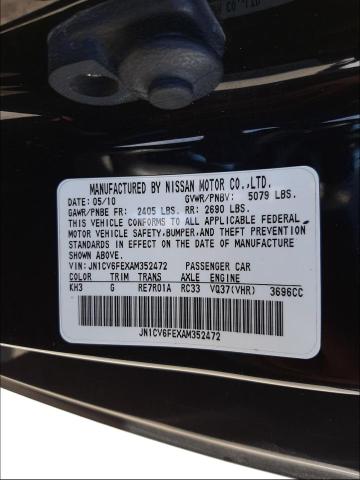 MANUFACTURED BY NISSAN MOTOR CO.,LTD.
DATE: 05/10 GVWR/PNBV: 5079 LBS.
GAWR/PNBE FR: 2405 LBS. RR: 2690 LBS.
THIS VEHICLE CONFORMS TO ALL APPLICABLE FEDERAL
MOTOR VEHICLE SAFETY,BUMPER,AND THEFT PREVENTION
STANDARDS IN EFFECT ON THE DATE OF MANUFACTURE
SHOWN ABOVE.
VIN: JN1CV6FEXAM352472 PASSENGER CAR
COLOR TRIM TRANS AXLE ENGINE
KH3 G RE7R01A RC33 VQ37(VHR) 3696CC
JN1CV6FEXAM352472